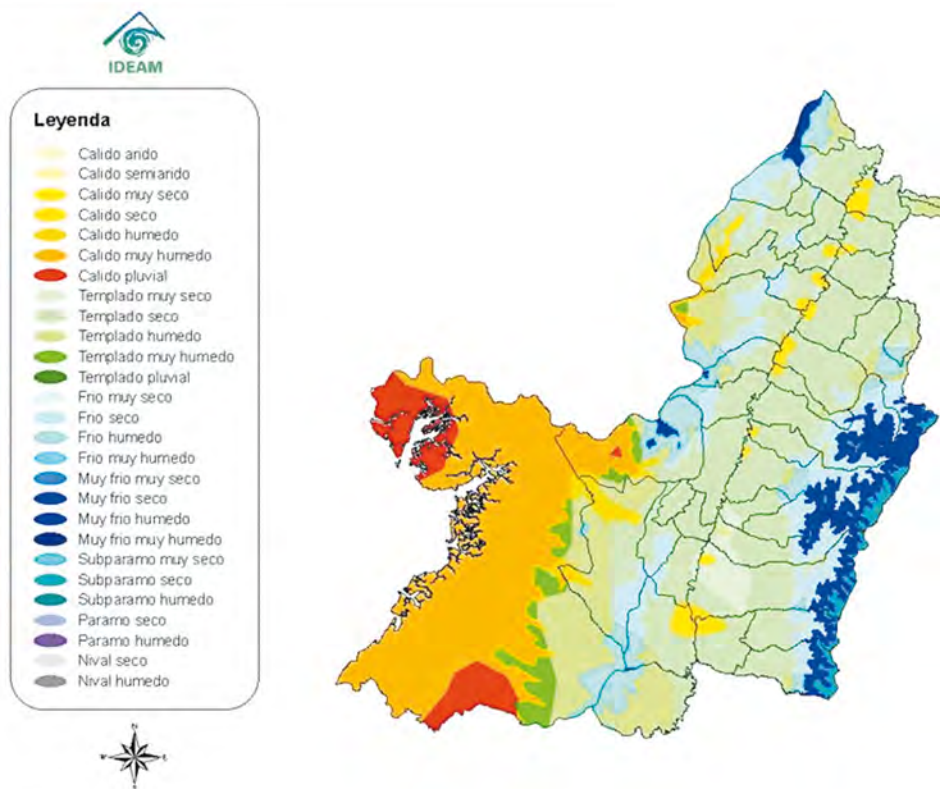 IDEAM
Leyenda
Calido arido
Calido semiarido
Calido muy seco
Calido seco
Calido humedo
Calido muy humedo
Calido pluvial
Templado muy seco
Templado seco
Templado humedo
Templado muy humedo
Templado pluvial
Frio muy seco
Frio seco
Frio humedo
Frio muy humedo
Muy frio muy seco
Muy frio seco
Muy frio humedo
Muy frio muy humedo
Subparamo muy seco
Subparamo seco
Subparamo humedo
Paramo seco
Paramo humedo
Nival seco
Nival humedo
N